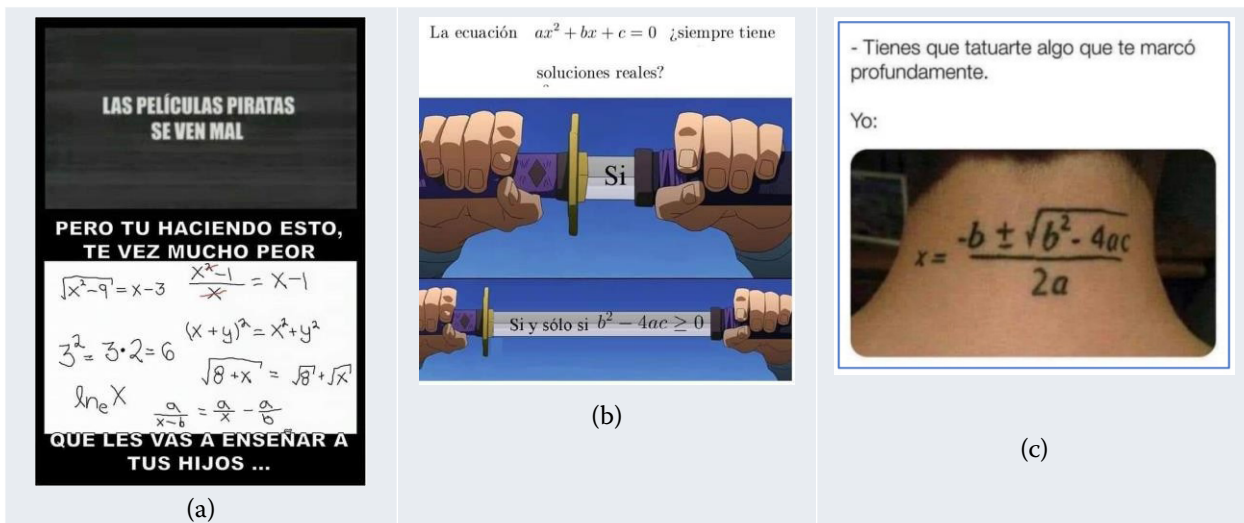 LAS PELÍCULAS PIRATAS
SE VEN MAL
PERO TU HACIENDO ESTO,
TE VEZ MUCHO PEOR
√(x²-9) = x-3
(x²-1)/x = x-1
3² = 3•2 = 6
(x+y)² = x²+y²
√(8+x) = √8 + √x
lnₑ x
a/(x-b) = a/x - a/b
QUE LES VAS A ENSEÑAR A
TUS HIJOS ...
(a)
La ecuación ax² + bx + c = 0 ¿siempre tiene
soluciones reales?
Si
Si y sólo si b² − 4ac ≥ 0
(b)
- Tienes que tatuarte algo que te marcó
profundamente.
Yo:
x = (-b ± √(b² - 4ac))/2a
(c)